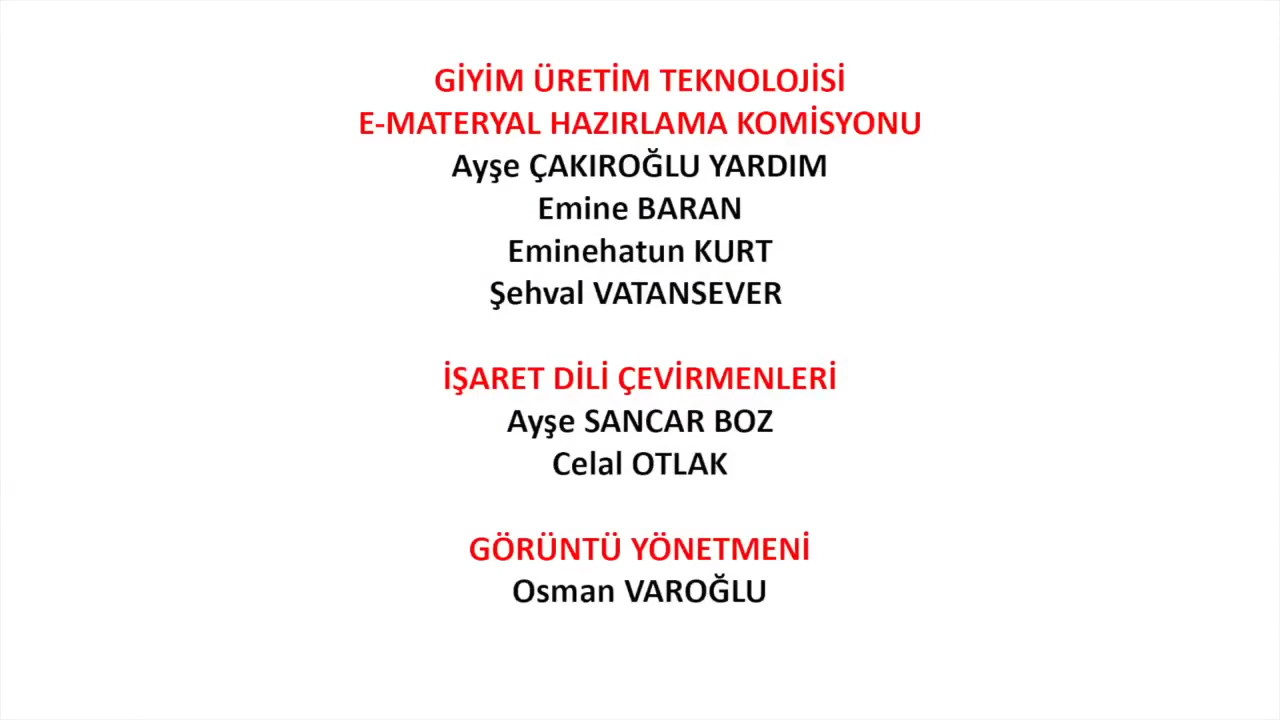 GİYİM ÜRETİM TEKNOLOJİSİ
E-MATERYAL HAZIRLAMA KOMİSYONU
Ayşe ÇAKIROĞLU YARDIM
Emine BARAN
Eminehatun KURT
Şehval VATANSEVER
İŞARET DİLİ ÇEVİRMENLERİ
Ayşe SANCAR BOZ
Celal OTLAK
GÖRÜNTÜ YÖNETMENİ
Osman VAROĞLU